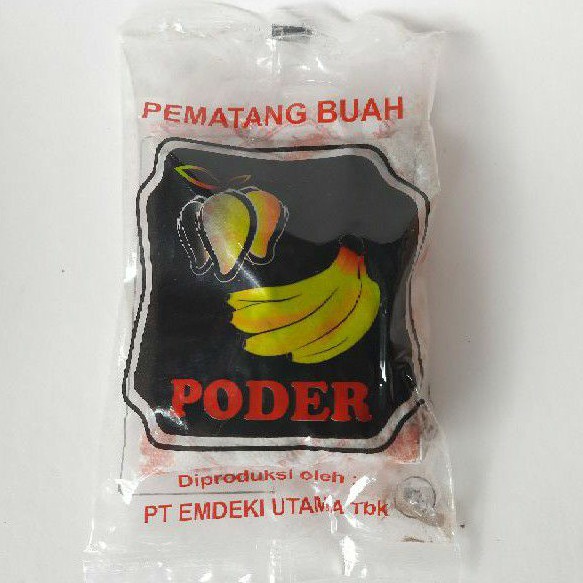 PEMATANG BUAH
PODER
Diproduksi oleh :
PT EMDEKI UTAMA Tbk